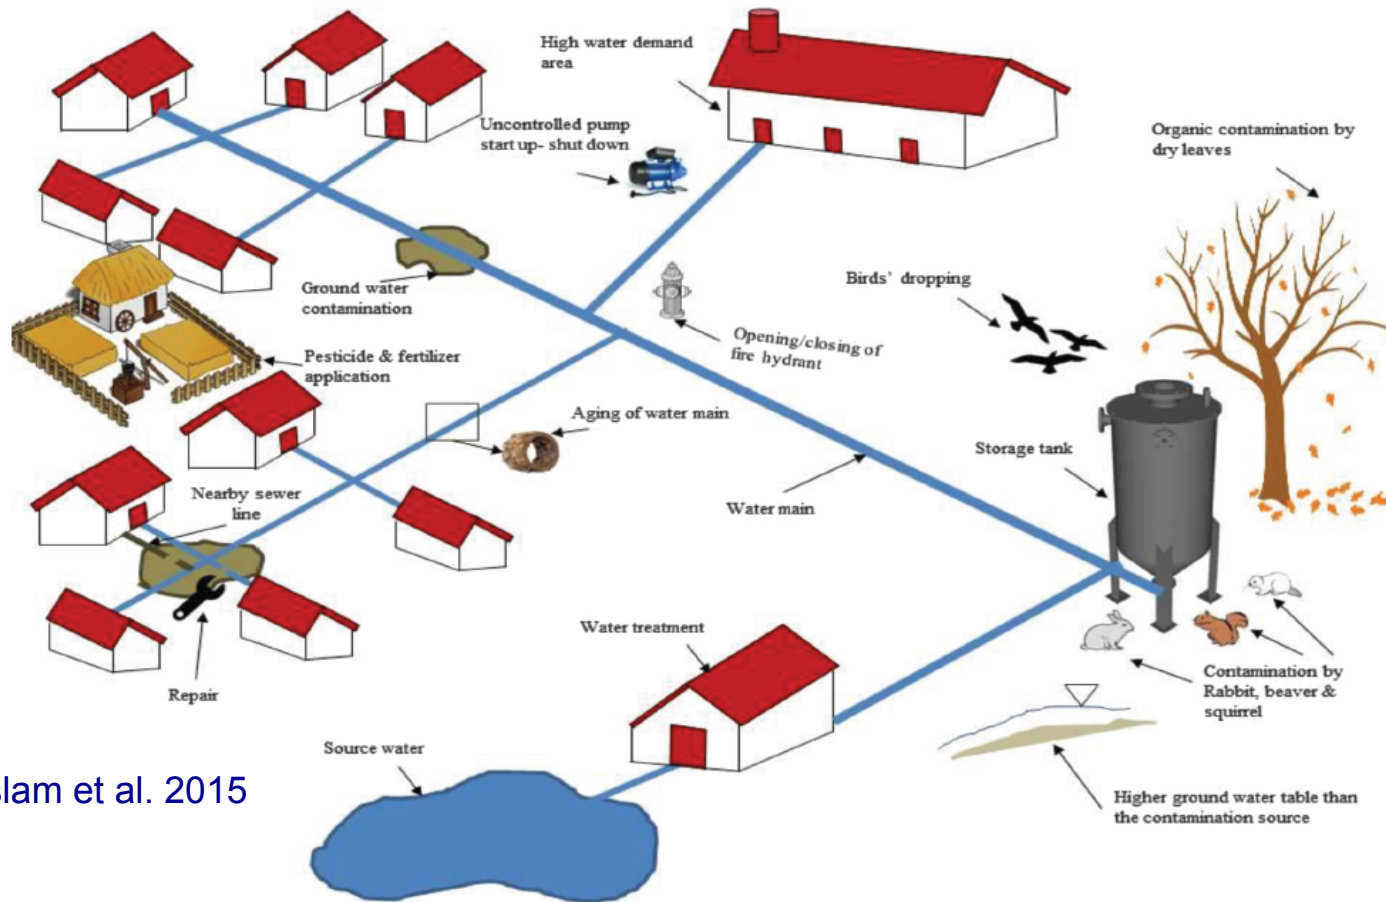 High water demand
area
Uncontrolled pump
start up- shut down
Organic contamination by
dry leaves
Ground water
contamination
Birds’ dropping
Opening/closing of
fire hydrant
Pesticide & fertilizer
application
Aging of water main
Storage tank
Nearby sewer
line
Water main
Water treatment
Repair
Contamination by
Rabbit, beaver &
squirrel
Source water
slam et al. 2015
Higher ground water table than
the contamination source